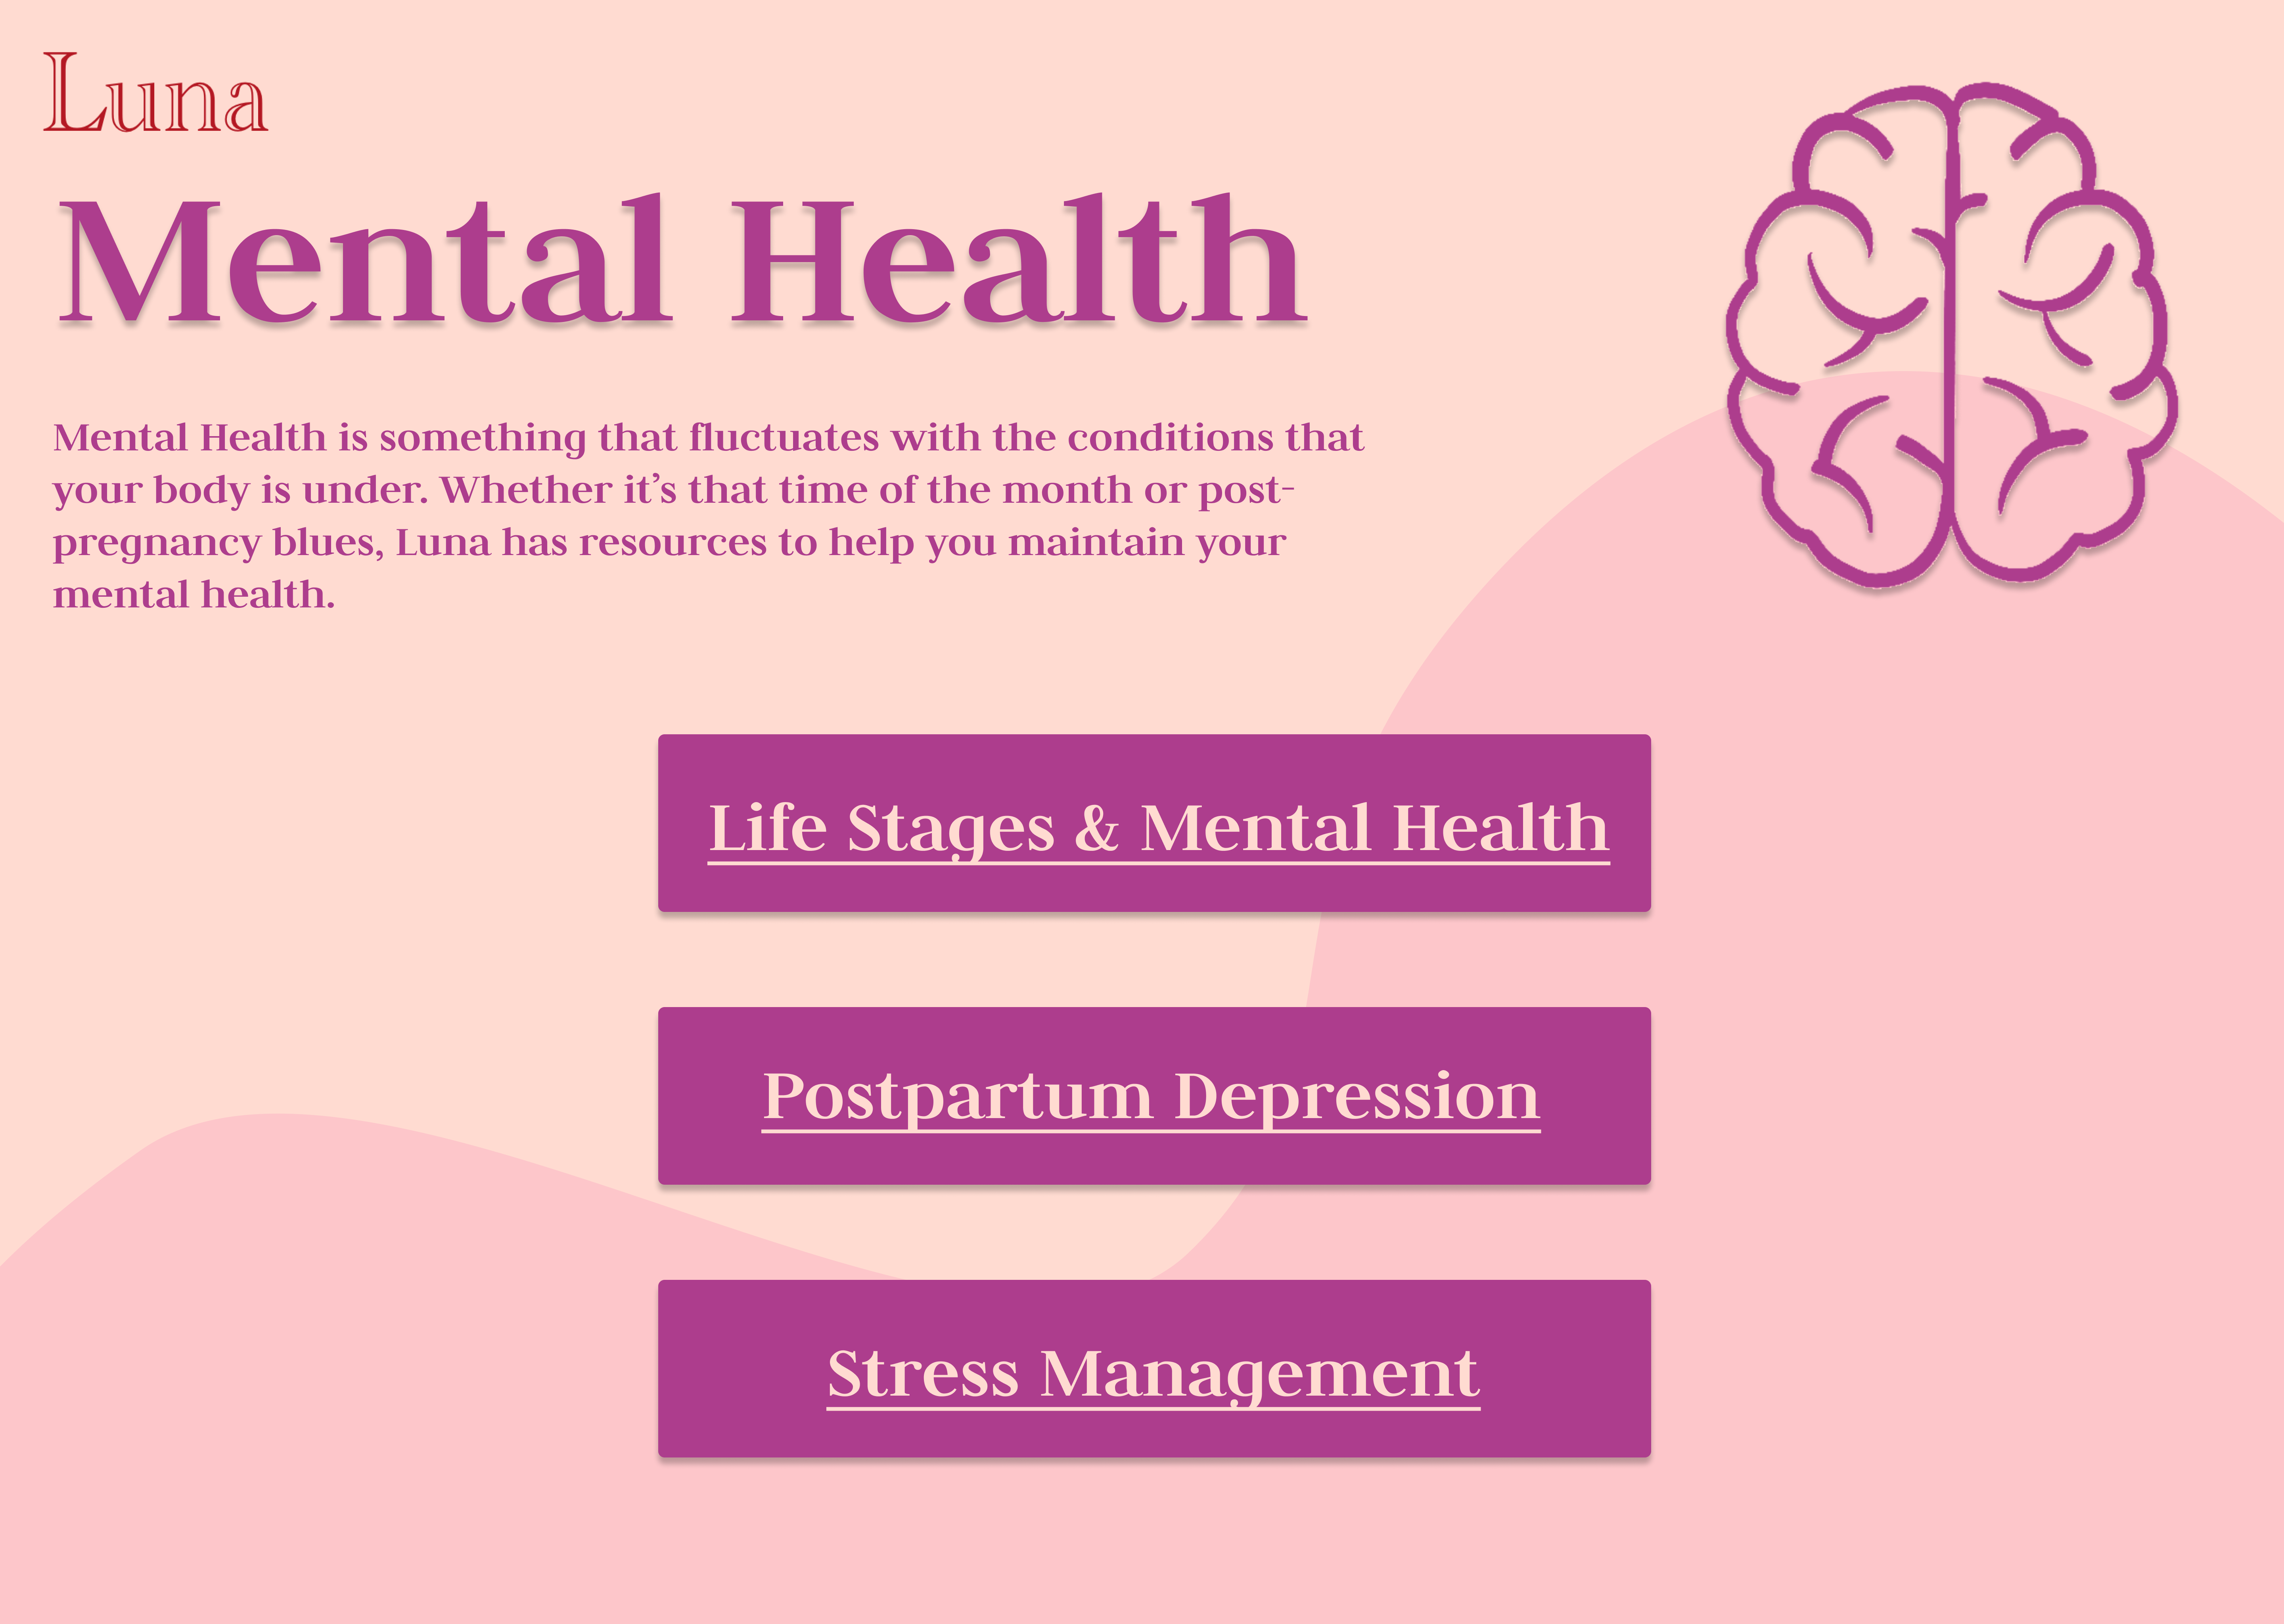 Luna
Mental Health
Mental Health is something that fluctuates with the conditions that
your body is under. Whether it’s that time of the month or post-
pregnancy blues, Luna has resources to help you maintain your
mental health.
Life Stages & Mental Health
Postpartum Depression
Stress Management